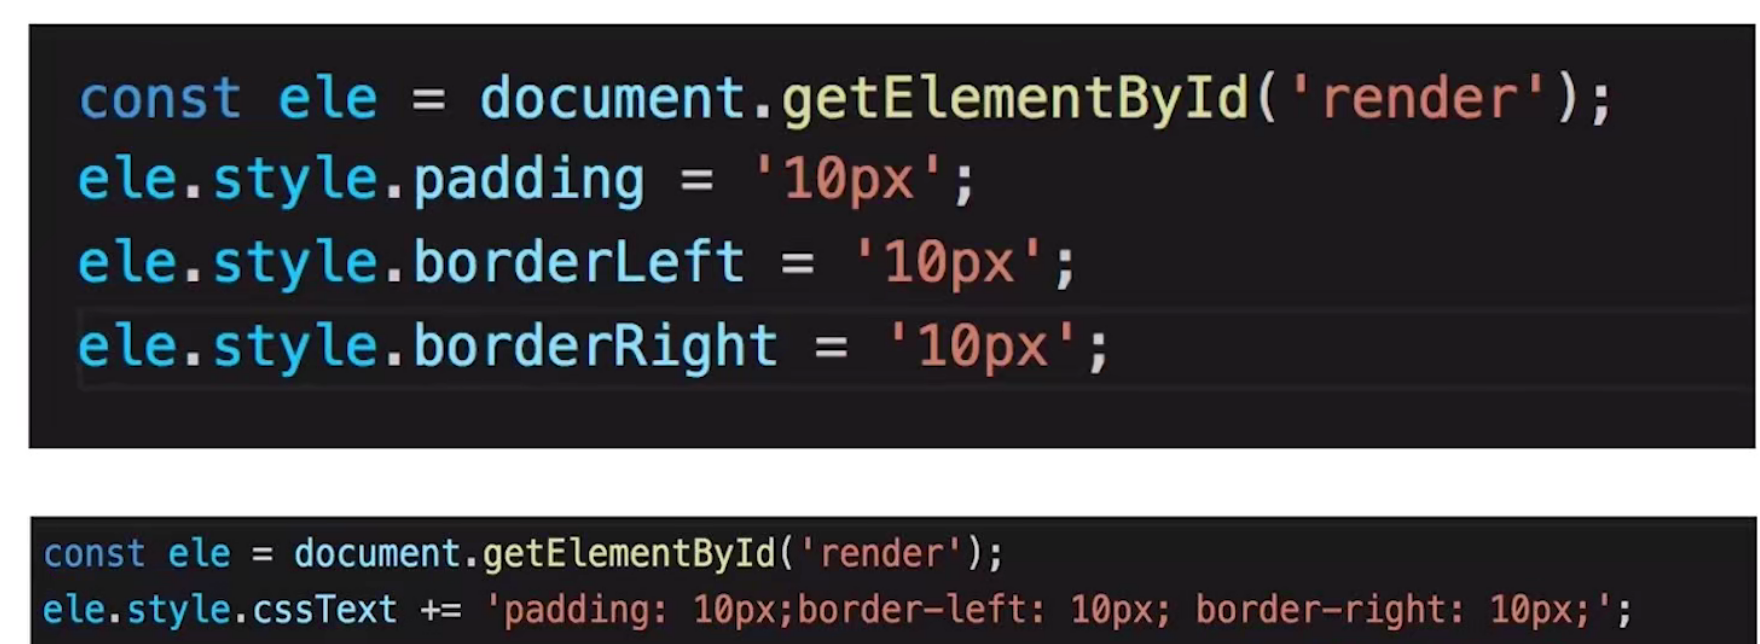 const ele = document.getElementById('render');
ele.style.padding = '10px';
ele.style.borderLeft = '10px';
ele.style.borderRight = '10px';
const ele = document.getElementById('render');
ele.style.cssText += 'padding: 10px;border-left: 10px; border-right: 10px;';